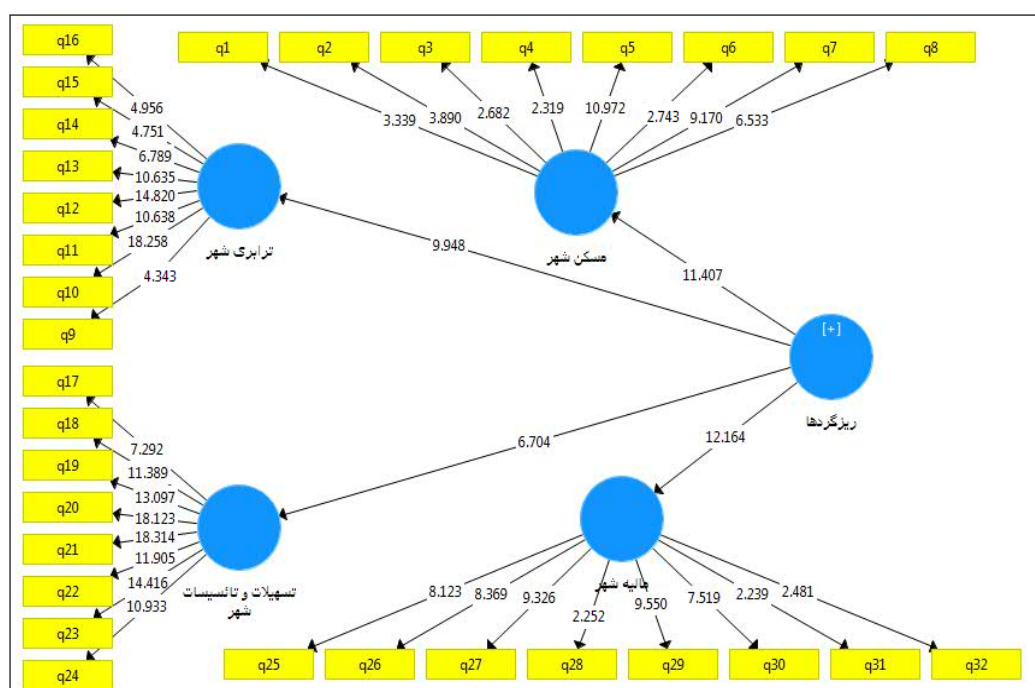 q1 q2 q3 q4 q5 q6 q7 q8
3.339 3.890 2.682 2.319 10.972 2.743 9.170 6.533
q16
q15
q14
q13
q12
q11
q10
q9
4.956
4.751
6.789
10.635
14.820
10.638
18.258
4.343
ترابری شهر
مسکن شهر
9.948
11.407
[+]
ریزگردها
6.704
12.164
q17
q18
q19
q20
q21
q22
q23
q24
7.292
11.389
13.097
18.123
18.314
11.905
14.416
10.933
تسهیلات و تائسیسات
شهر
مالیه شهر
8.123 8.369 9.326 2.252 9.550 7.519 2.239 2.481
q25 q26 q27 q28 q29 q30 q31 q32